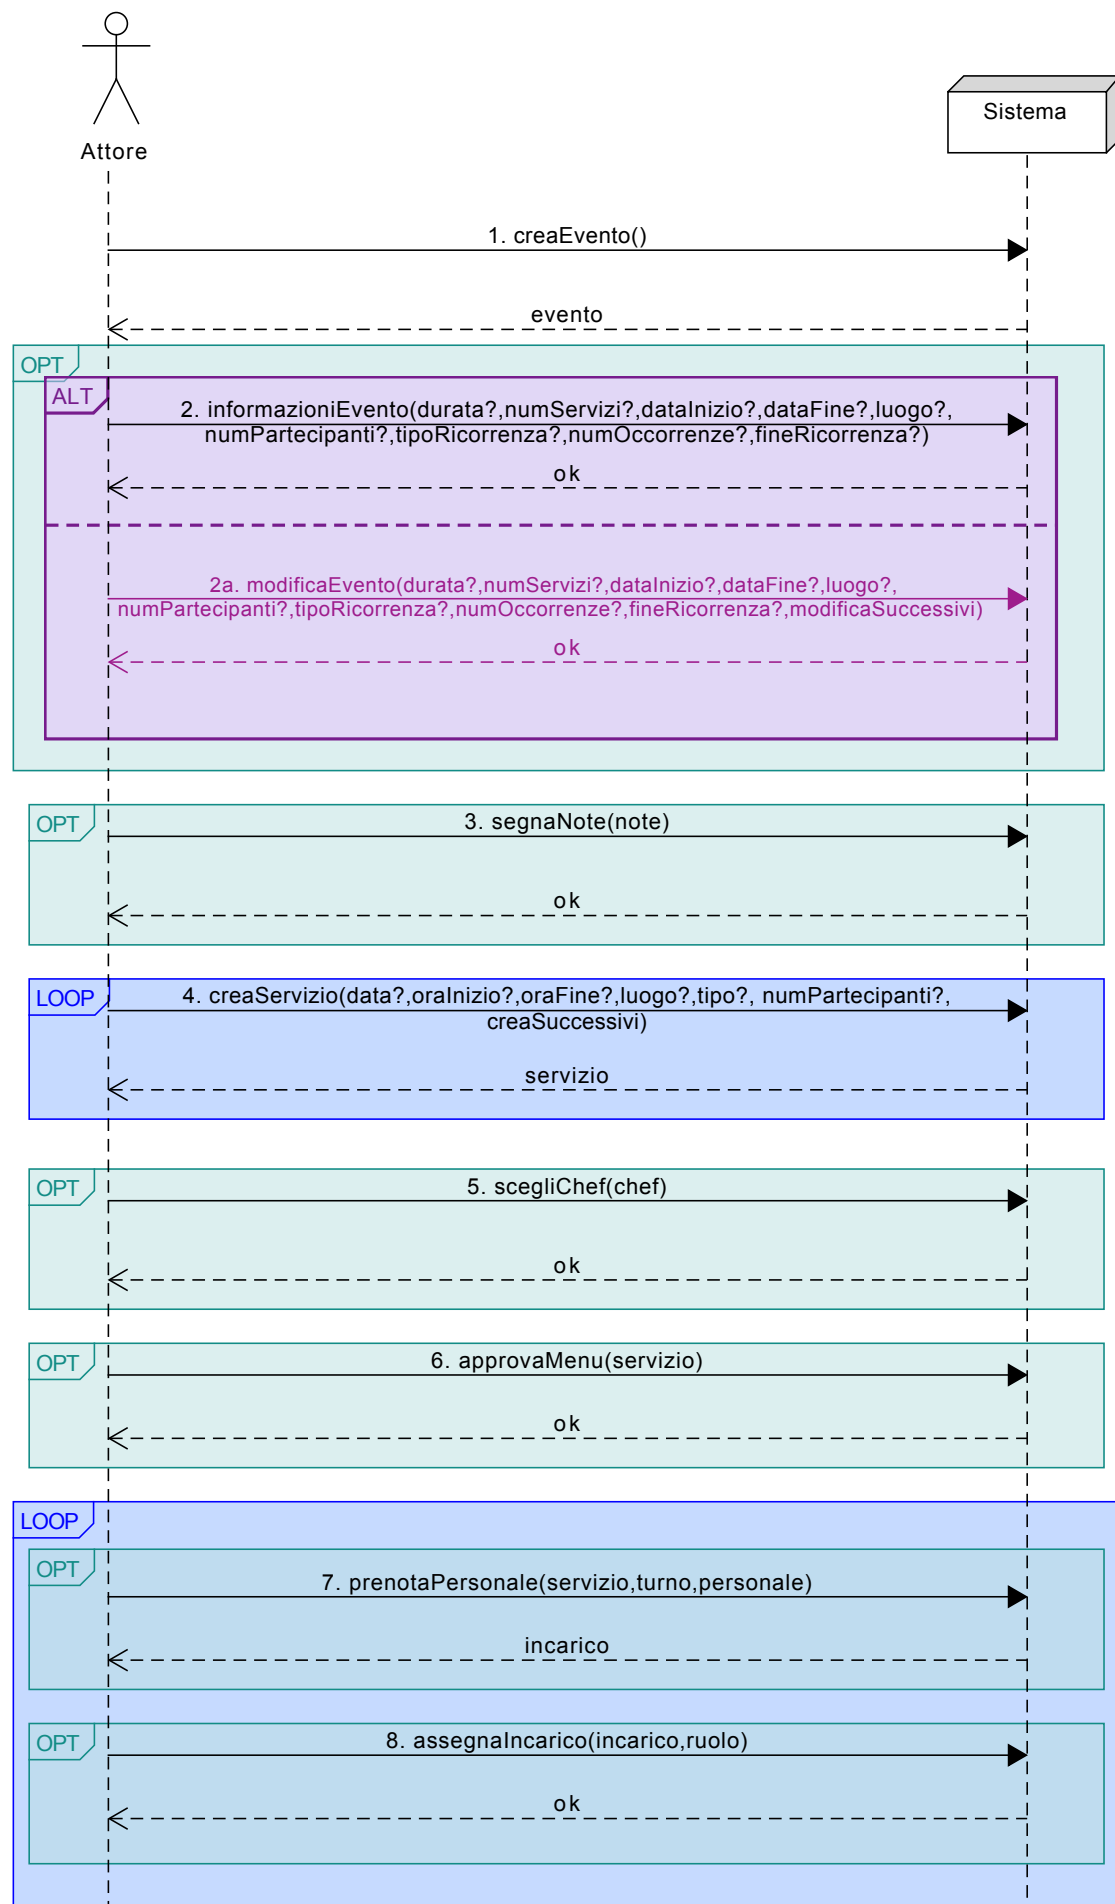 Attore
Sistema
1. creaEvento()
evento
OPT
ALT
2. informazioniEvento(durata?,numServizi?,dataInizio?,dataFine?,luogo?,
numPartecipanti?,tipoRicorrenza?,numOccorrenze?,fineRicorrenza?)
ok
2a. modificaEvento(durata?,numServizi?,dataInizio?,dataFine?,luogo?,
numPartecipanti?,tipoRicorrenza?,numOccorrenze?,fineRicorrenza?,modificaSuccessivi)
ok
OPT
3. segnaNote(note)
ok
LOOP
4. creaServizio(data?,oraInizio?,oraFine?,luogo?,tipo?, numPartecipanti?,
creaSuccessivi)
servizio
OPT
5. scegliChef(chef)
ok
OPT
6. approvaMenu(servizio)
ok
LOOP
OPT
7. prenotaPersonale(servizio,turno,personale)
incarico
OPT
8. assegnaIncarico(incarico,ruolo)
ok